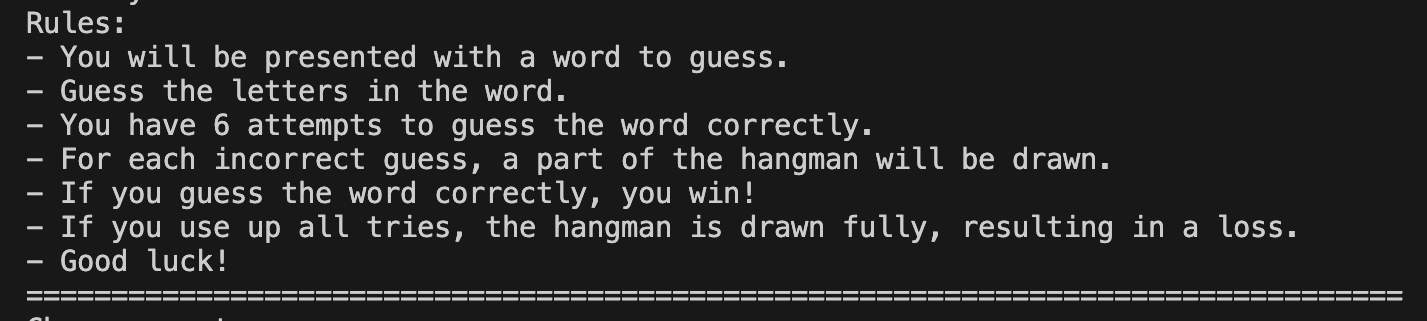 Rules:
- You will be presented with a word to guess.
- Guess the letters in the word.
- You have 6 attempts to guess the word correctly.
- For each incorrect guess, a part of the hangman will be drawn.
- If you guess the word correctly, you win!
- If you use up all tries, the hangman is drawn fully, resulting in a loss.
- Good luck!
=================================================================================